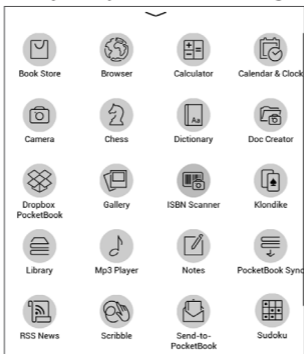 Book Store Browser Calculator Calendar & Clock
Camera Chess Dictionary Doc Creator
Dropbox PocketBook Gallery ISBN Scanner Klondike
Library Mp3 Player Notes PocketBook Sync
RSS News Scribble Send-to-PocketBook Sudoku